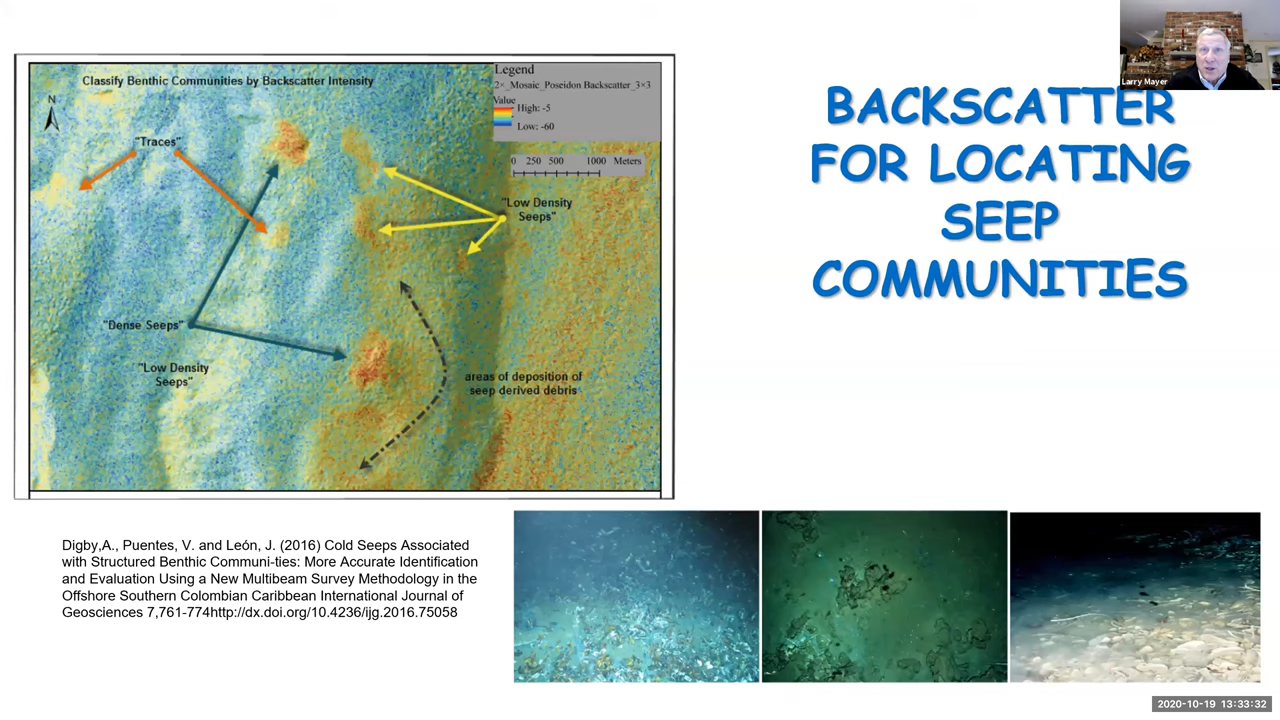 Larry Mayer
BACKSCATTER
FOR LOCATING
SEEP
COMMUNITIES
Classify Benthic Communities by Backscatter Intensity
Legend
2×_Mosaic_Poseidon Backscatter_3×3
Value
High: -5
Low: -60
N
0 250 500 1000 Meters
"Traces"
"Low Density
Seeps"
"Dense Seeps"
"Low Density
Seeps"
areas of deposition of
seep derived debris
Digby,A., Puentes, V. and León, J. (2016) Cold Seeps Associated
with Structured Benthic Communi-ties: More Accurate Identification
and Evaluation Using a New Multibeam Survey Methodology in the
Offshore Southern Colombian Caribbean International Journal of
Geosciences 7,761-774http://dx.doi.org/10.4236/ijg.2016.75058
2020-10-19 13:33:32